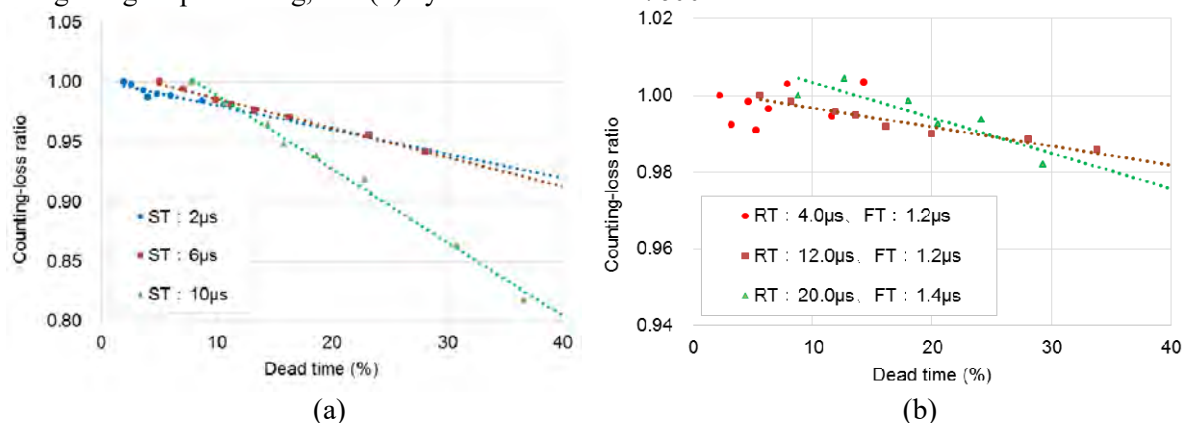 1.05
1.00
0.95
0.90
0.85
0.80
Counting-loss ratio
ST : 2μs
ST : 6μs
ST : 10μs
0 10 20 30 40
Dead time (%)
(a)
1.02
1.00
0.98
0.96
0.94
Counting-loss ratio
RT : 4.0μs、FT : 1.2μs
RT : 12.0μs、FT : 1.2μs
RT : 20.0μs、FT : 1.4μs
0 10 20 30 40
Dead time (%)
(b)